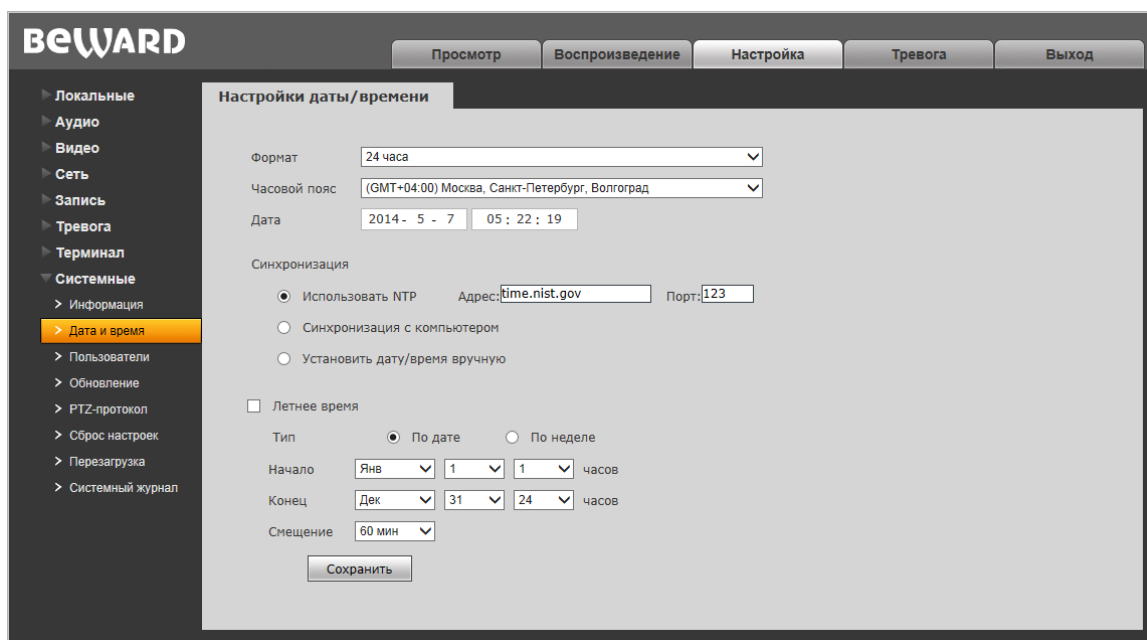 BEWARD
Просмотр Воспроизведение Настройка Тревога Выход
Локальные
Аудио
Видео
Сеть
Запись
Тревога
Терминал
Системные
> Информация
> Дата и время
> Пользователи
> Обновление
> PTZ-протокол
> Сброс настроек
> Перезагрузка
> Системный журнал
Настройки даты/времени
Формат 24 часа
Часовой пояс (GMT+04:00) Москва, Санкт-Петербург, Волгоград
Дата 2014 - 5 - 7 05 : 22 : 19
Синхронизация
Использовать NTP Адрес: time.nist.gov Порт: 123
Синхронизация с компьютером
Установить дату/время вручную
Летнее время
Тип По дате По неделе
Начало Янв 1 1 часов
Конец Дек 31 24 часов
Смещение 60 мин
Сохранить